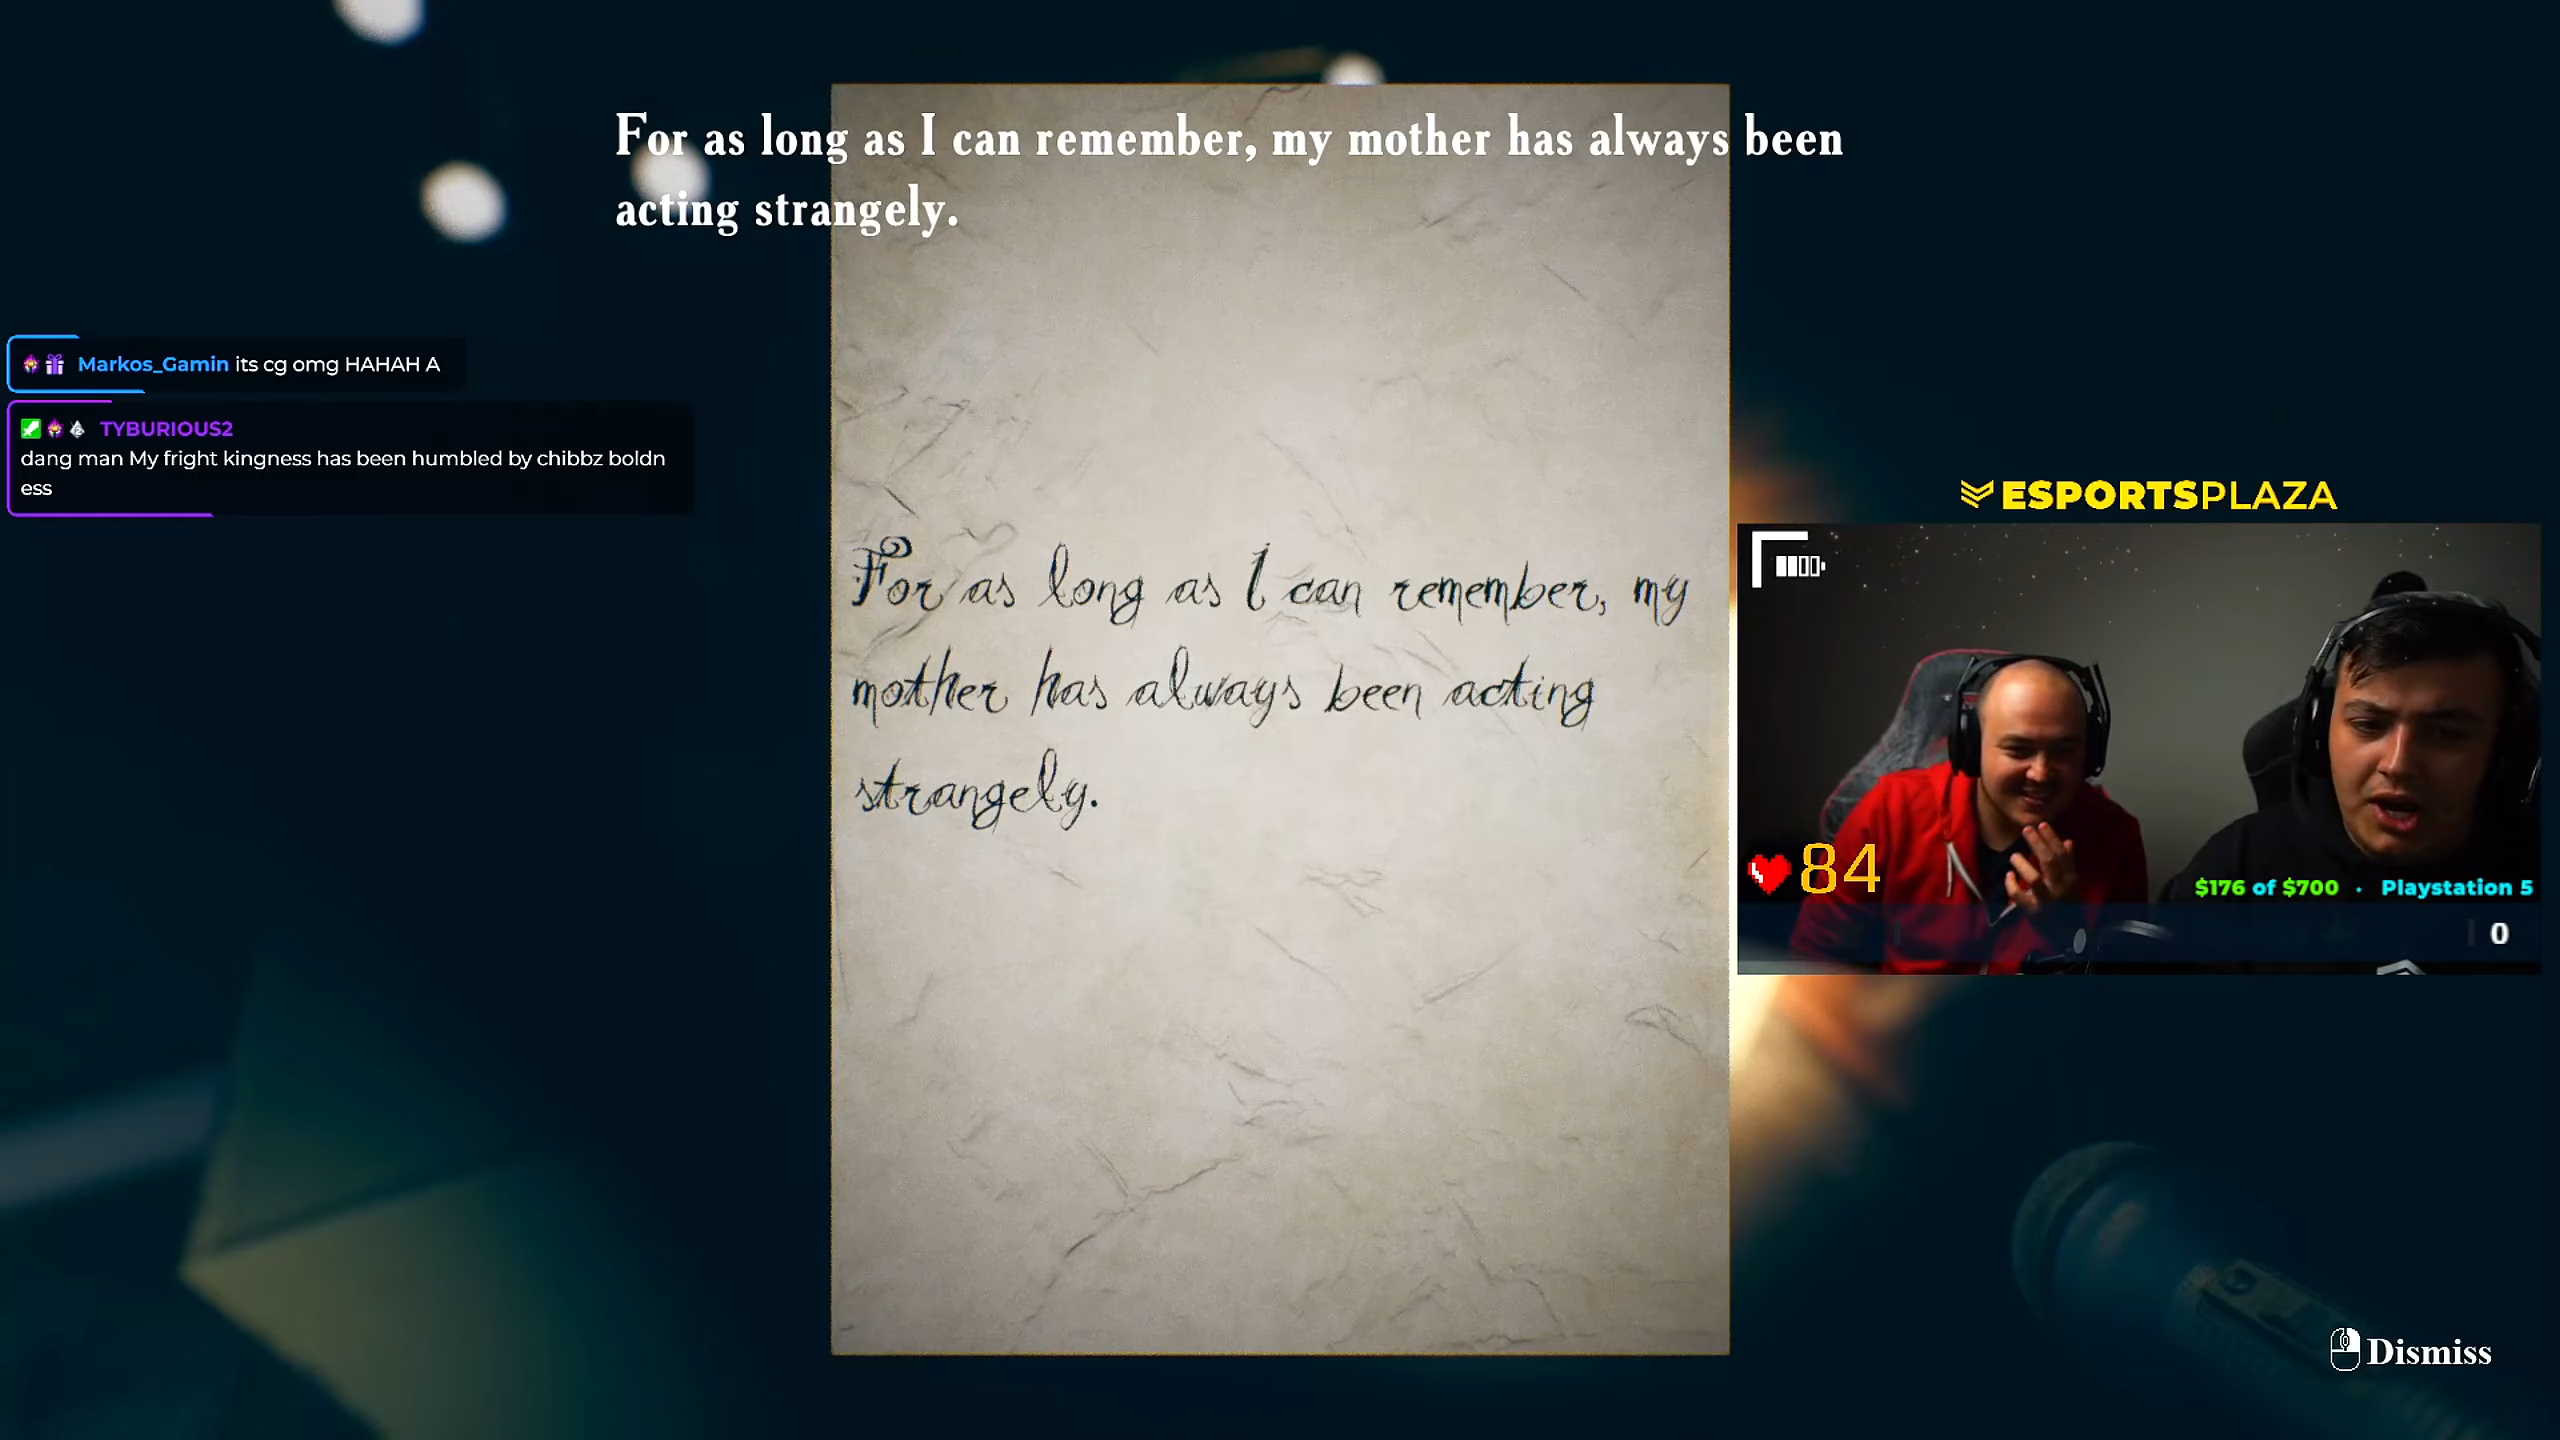 For as long as I can remember, my mother has always been
acting strangely.
Markos_Gamin its cg omg HAHAH A
TYBURIOUS2
dang man My fright kingness has been humbled by chibbz boldn
ess
For as long as I can remember, my
mother has always been acting
strangely.
ESPORTSPLAZA
84
$176 of $700 · Playstation 5
0
Dismiss